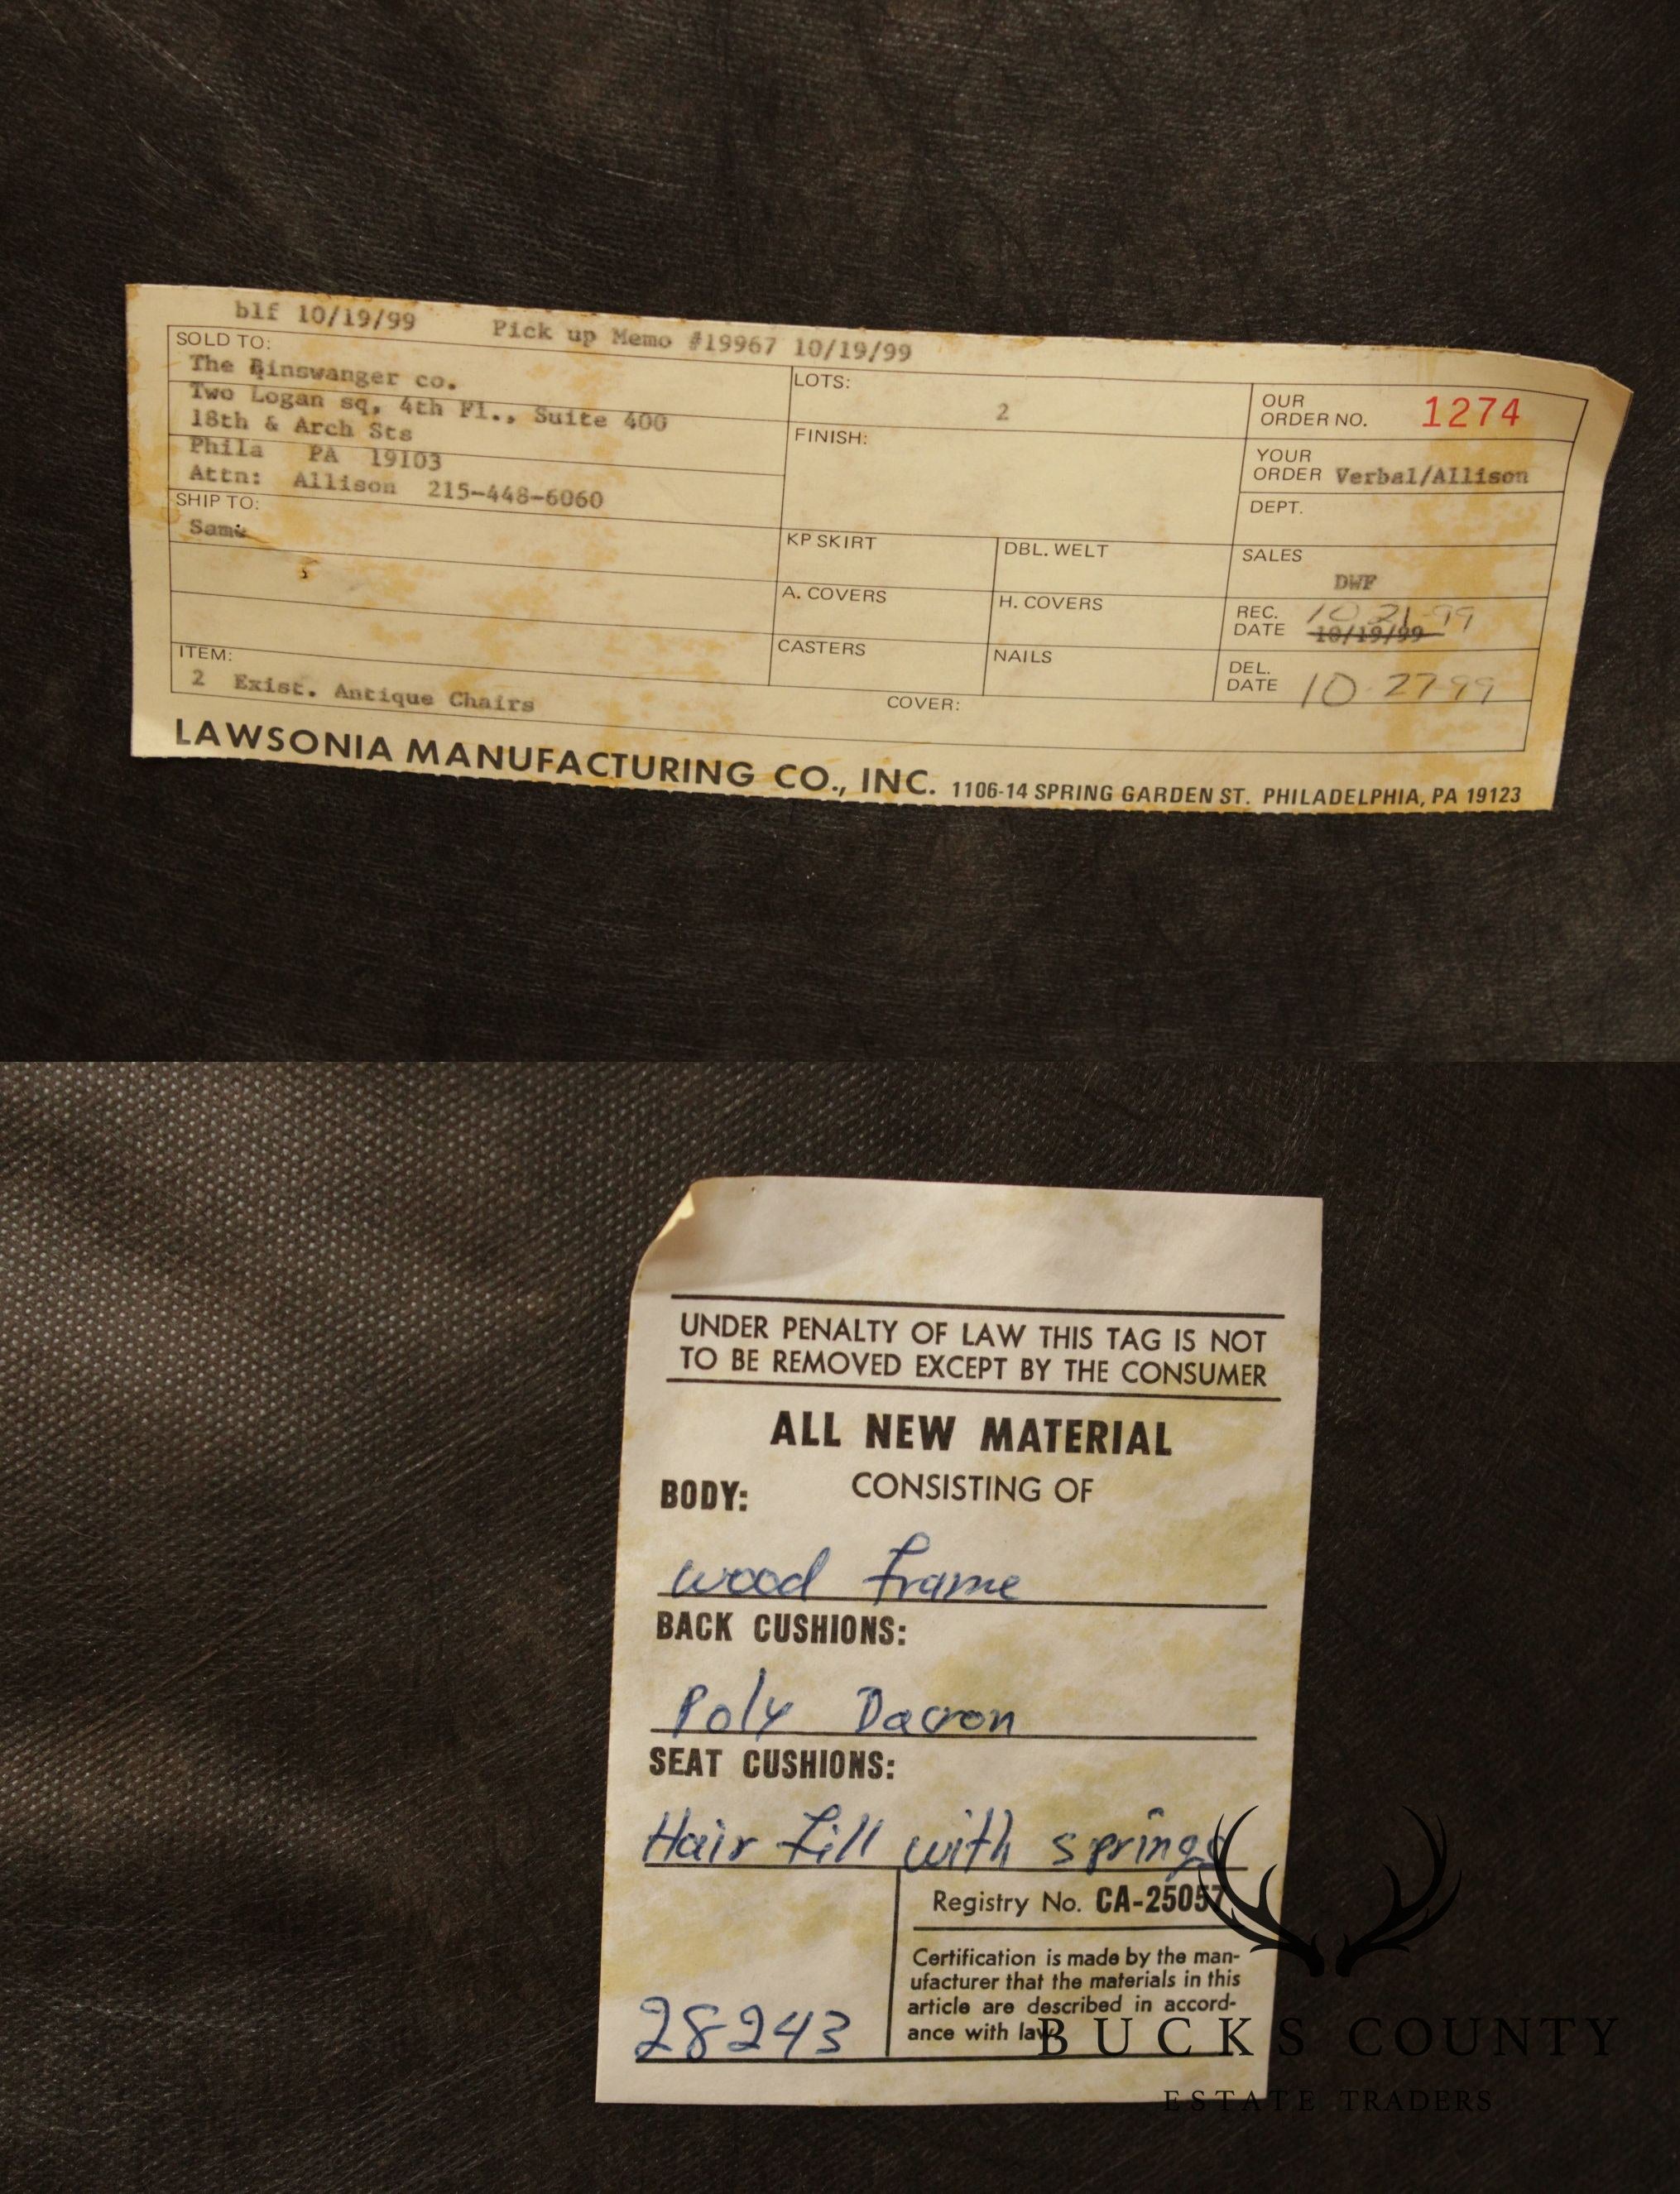 blf 10/19/99 Pick up Memo #19967 10/19/99
SOLD TO:
The Binswanger co.
Two Logan sq, 4th Fl., Suite 400
18th & Arch Sts
Phila PA 19103
Attn: Allison 215-448-6060
SHIP TO:
Same
ITEM:
2 Exist. Antique Chairs
LOTS:
2
FINISH:
KP SKIRT
DBL. WELT
A. COVERS
H. COVERS
CASTERS
NAILS
COVER:
OUR
ORDER NO. 1274
YOUR
ORDER Verbal/Allison
DEPT.
SALES
DWF
REC. 10 21-99
DATE 10/19/99
DEL.
DATE 10-27 99
LAWSONIA MANUFACTURING CO., INC. 1106-14 SPRING GARDEN ST. PHILADELPHIA, PA 19123
UNDER PENALTY OF LAW THIS TAG IS NOT
TO BE REMOVED EXCEPT BY THE CONSUMER
ALL NEW MATERIAL
CONSISTING OF
BODY:
wood frame
BACK CUSHIONS:
Poly Dacron
SEAT CUSHIONS:
Hair fill with springs
Registry No. CA-25057
Certification is made by the man-
ufacturer that the materials in this
article are described in accord-
ance with law.
28243
BUCKS COUNTY
ESTATE TRADERS